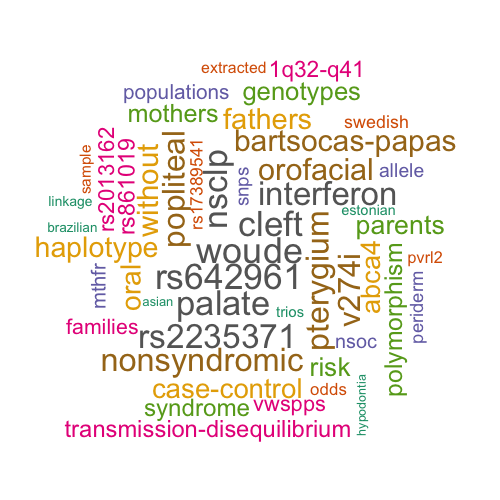 extracted
1q32-q41
populations
genotypes
mothers
fathers
swedish
bartsocas-papas
sample
rs2013162
rs861019
without
popliteal
rs17389541
nsclp
snps
orofacial
allele
interferon
linkage
estonian
brazilian
cleft
parents
haplotype
woude
pterygium
v274i
abca4
polymorphism
pvrl2
periderm
mthfr
oral
rs642961
asian
palate
trios
families
rs2235371
nsoc
nonsyndromic
risk
hypodontia
case-control
odds
syndrome
vwspps
transmission-disequilibrium